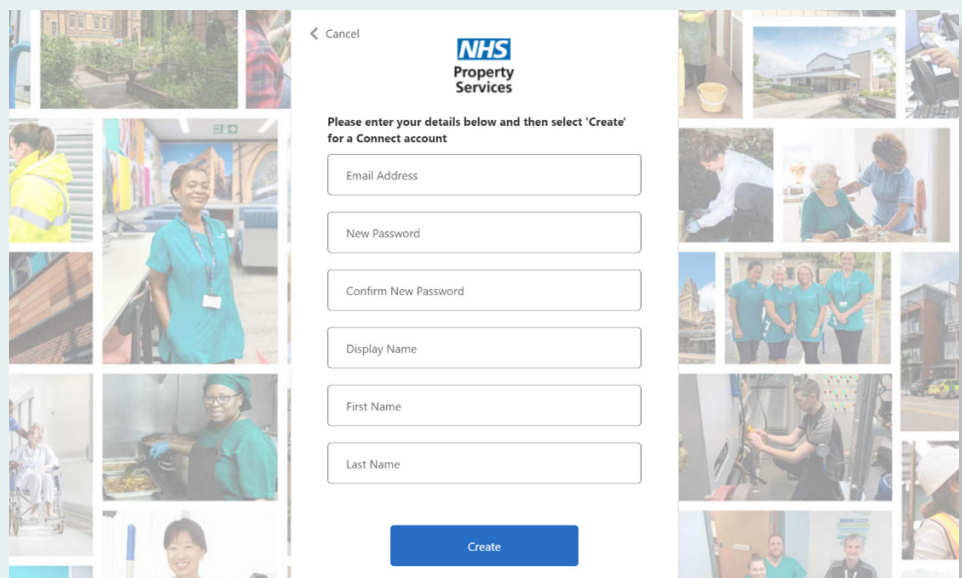 Cancel
NHS
Property
Services
Please enter your details below and then select 'Create'
for a Connect account
Email Address
New Password
Confirm New Password
Display Name
First Name
Last Name
Create